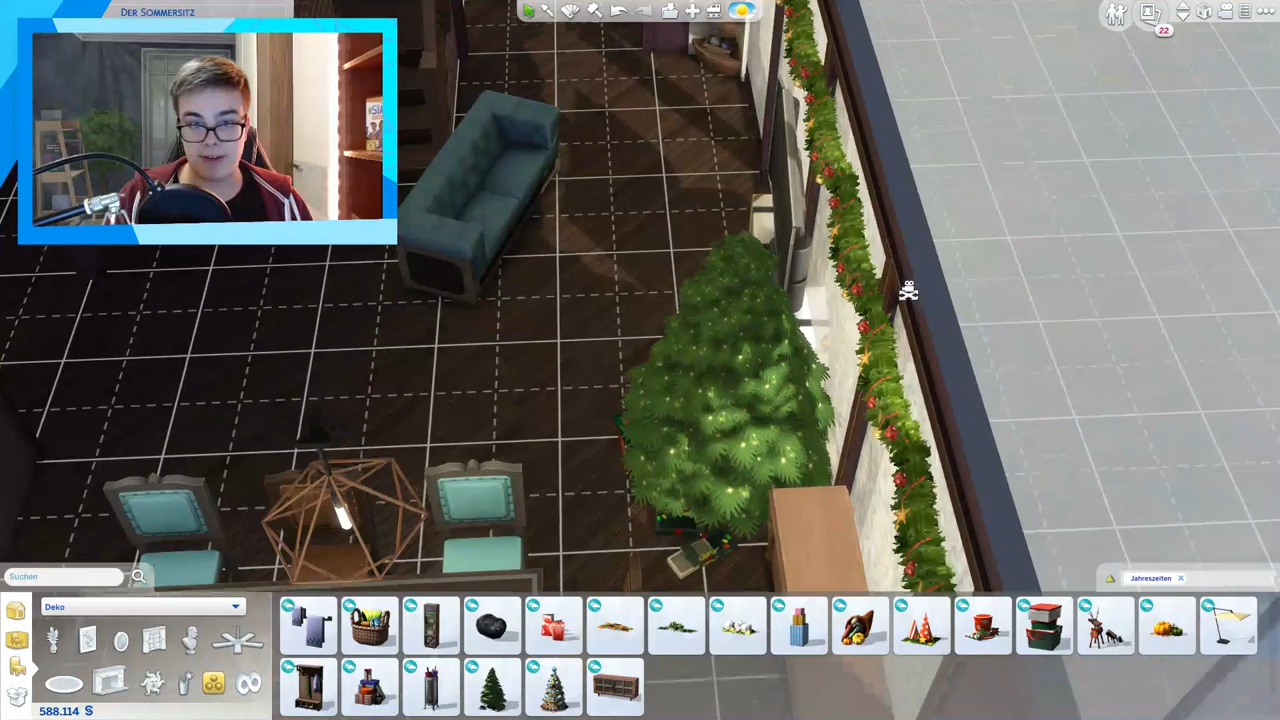 Der Sommersitz
22
Suchen
Jahreszeiten
Deko
588.114 §